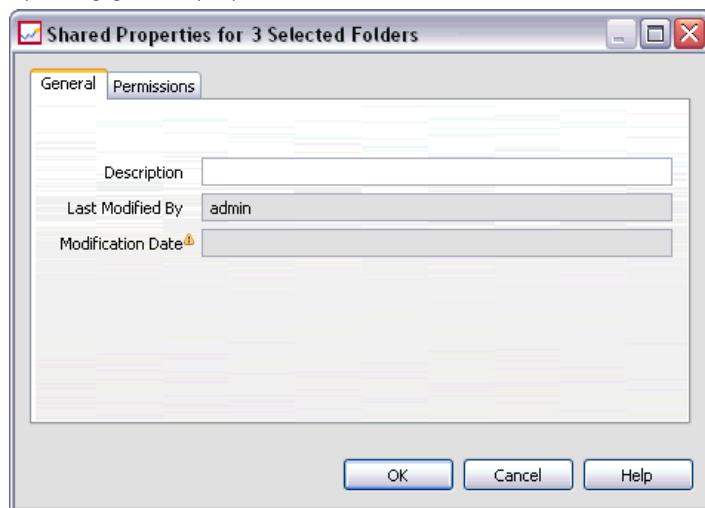 Shared Properties for 3 Selected Folders
General Permissions
Description
Last Modified By admin
Modification Date
OK Cancel Help